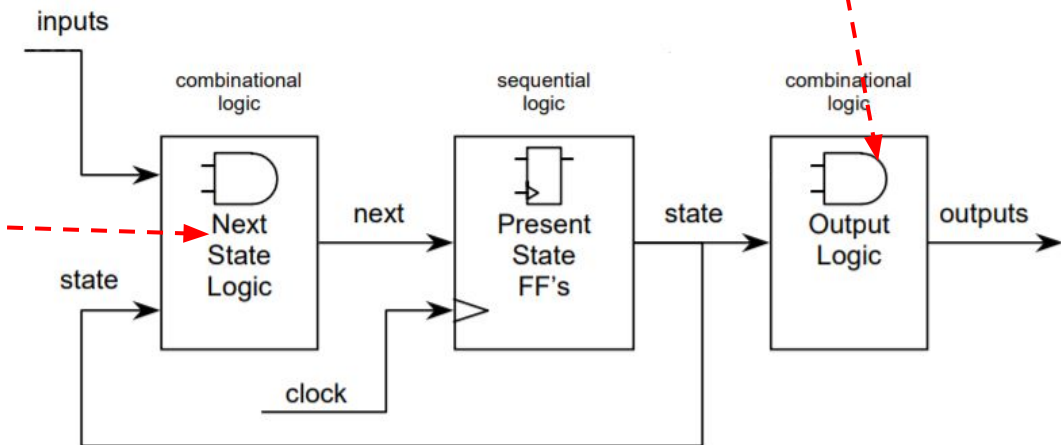 inputs
combinational
logic
sequential
logic
combinational
logic
Next
State
Logic
next
Present
State
FF's
state
Output
Logic
outputs
state
clock